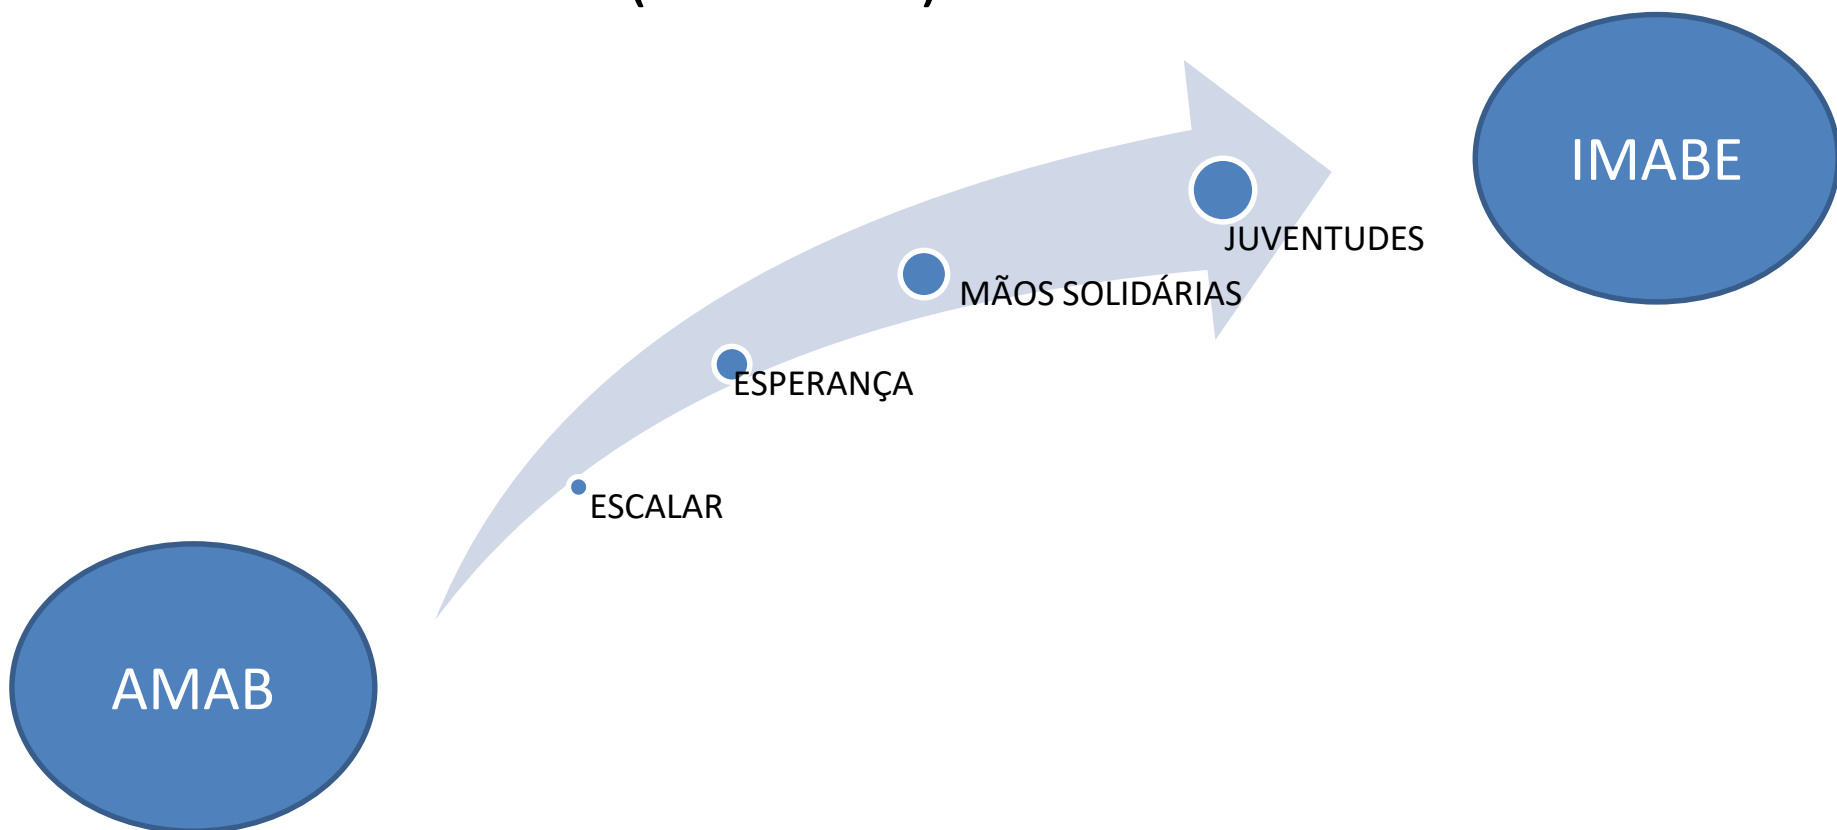 IMABE
JUVENTUDES
MÃOS SOLIDÁRIAS
ESPERANÇA
ESCALAR
AMAB